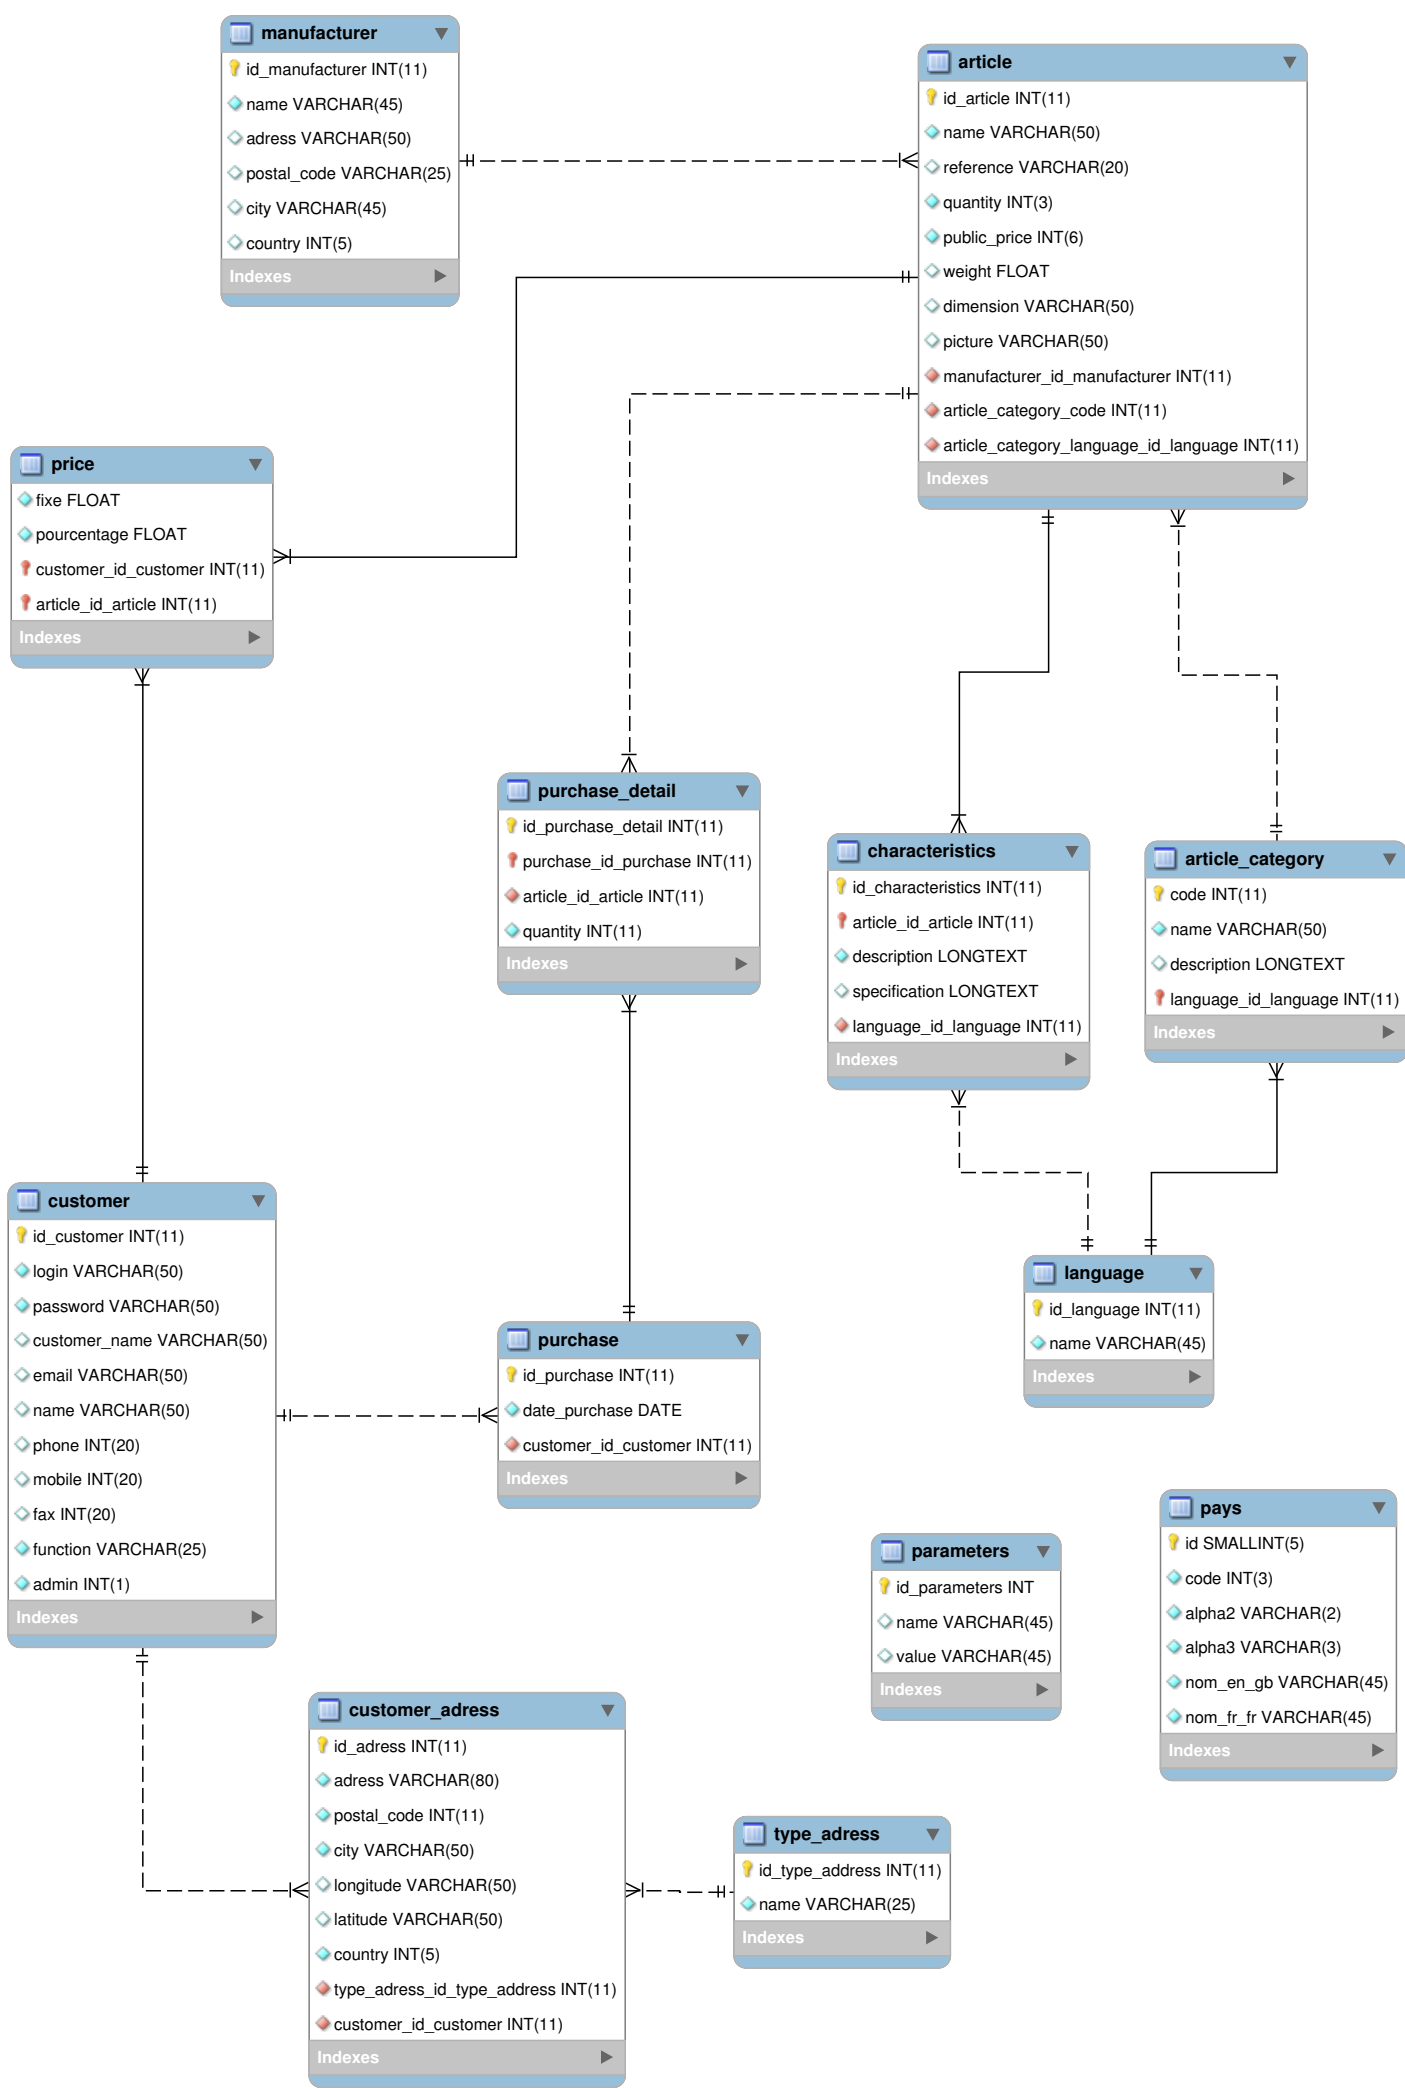 manufacturer
id_manufacturer INT(11)
name VARCHAR(45)
adress VARCHAR(50)
postal_code VARCHAR(25)
city VARCHAR(45)
country INT(5)
Indexes
article
id_article INT(11)
name VARCHAR(50)
reference VARCHAR(20)
quantity INT(3)
public_price INT(6)
weight FLOAT
dimension VARCHAR(50)
picture VARCHAR(50)
manufacturer_id_manufacturer INT(11)
article_category_code INT(11)
article_category_language_id_language INT(11)
Indexes
price
fixe FLOAT
pourcentage FLOAT
customer_id_customer INT(11)
article_id_article INT(11)
Indexes
purchase_detail
id_purchase_detail INT(11)
purchase_id_purchase INT(11)
article_id_article INT(11)
quantity INT(11)
Indexes
characteristics
id_characteristics INT(11)
article_id_article INT(11)
description LONGTEXT
specification LONGTEXT
language_id_language INT(11)
Indexes
article_category
code INT(11)
name VARCHAR(50)
description LONGTEXT
language_id_language INT(11)
Indexes
customer
id_customer INT(11)
login VARCHAR(50)
password VARCHAR(50)
customer_name VARCHAR(50)
email VARCHAR(50)
name VARCHAR(50)
phone INT(20)
mobile INT(20)
fax INT(20)
function VARCHAR(25)
admin INT(1)
Indexes
purchase
id_purchase INT(11)
date_purchase DATE
customer_id_customer INT(11)
Indexes
language
id_language INT(11)
name VARCHAR(45)
Indexes
parameters
id_parameters INT
name VARCHAR(45)
value VARCHAR(45)
Indexes
pays
id SMALLINT(5)
code INT(3)
alpha2 VARCHAR(2)
alpha3 VARCHAR(3)
nom_en_gb VARCHAR(45)
nom_fr_fr VARCHAR(45)
Indexes
customer_adress
id_adress INT(11)
adress VARCHAR(80)
postal_code INT(11)
city VARCHAR(50)
longitude VARCHAR(50)
latitude VARCHAR(50)
country INT(5)
type_adress_id_type_address INT(11)
customer_id_customer INT(11)
Indexes
type_adress
id_type_address INT(11)
name VARCHAR(25)
Indexes